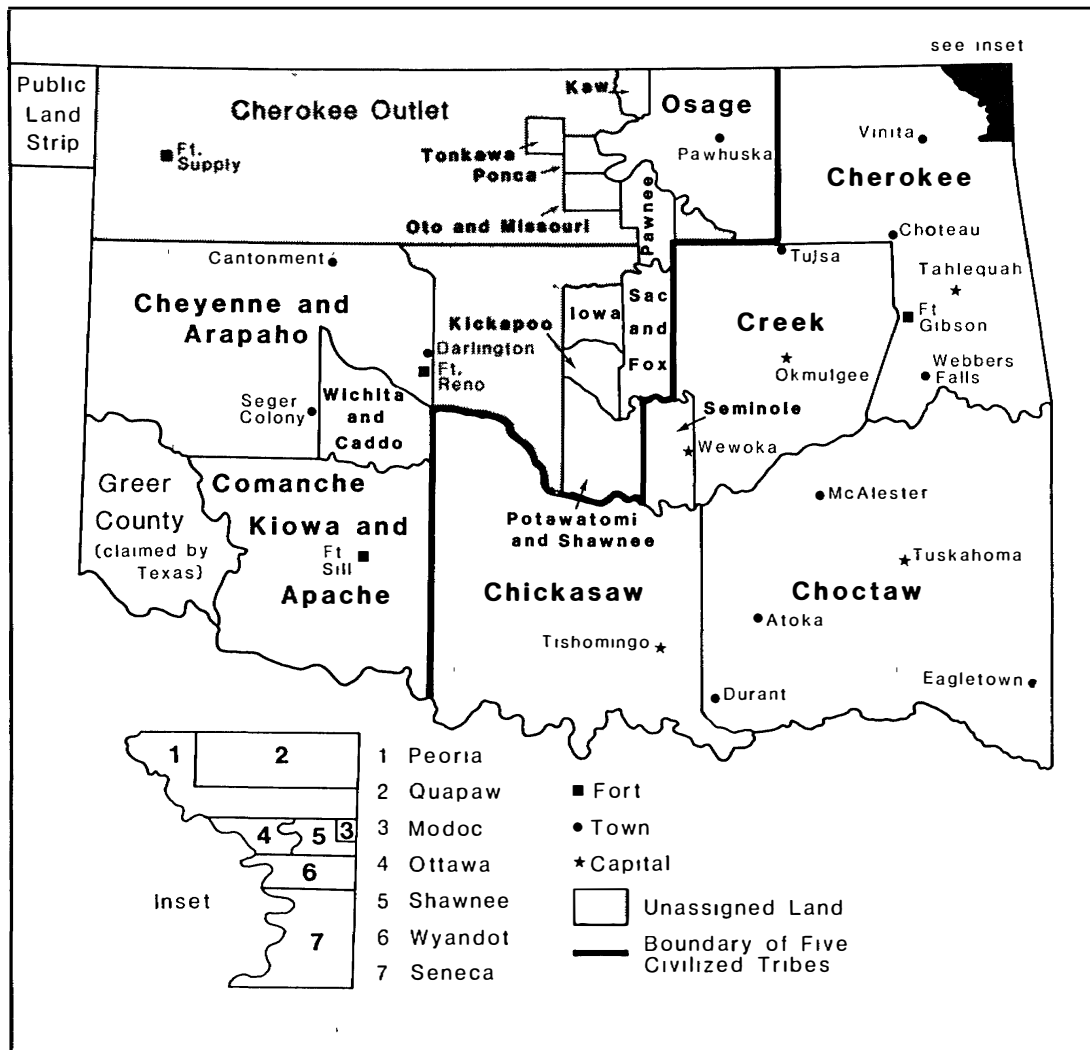 see inset
Public
Land
Strip
Cherokee Outlet
Kaw
Osage
Ft.
Supply
Tonkawa
Ponca
Pawhuska
Vinita
Cherokee
Oto and Missouri
Pawnee
Choteau
Cantonment
Tulsa
Tahlequah
Cheyenne and
Arapaho
Kickapoo
Iowa
Sac
and
Fox
Creek
Ft
Gibson
Darlington
Ft.
Reno
Okmulgee
Webbers
Falls
Seger
Colony
Wichita
and
Caddo
Seminole
Wewoka
Greer
County
(claimed by
Texas)
Comanche
Kiowa and
Ft
Sill
Apache
Potawatomi
and Shawnee
McAlester
Tuskahoma
Chickasaw
Choctaw
Atoka
Tishomingo
Eagletown
Durant
1
2
3
4
5
6
7
Inset
1 Peoria
2 Quapaw
3 Modoc
4 Ottawa
5 Shawnee
6 Wyandot
7 Seneca
Fort
Town
Capital
Unassigned Land
Boundary of Five
Civilized Tribes